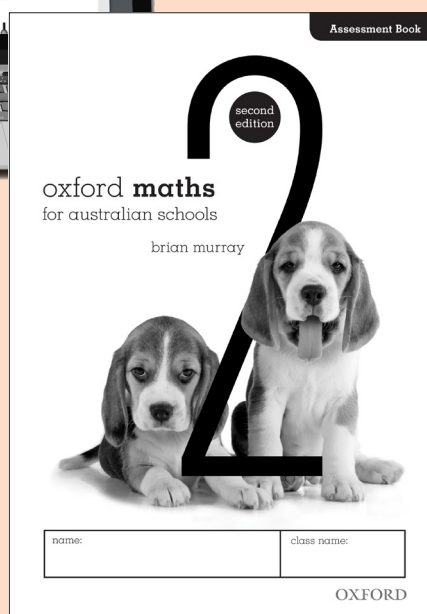 Assessment Book
second
edition
2
oxford maths
for australian schools
brian murray
name:
class name:
OXFORD